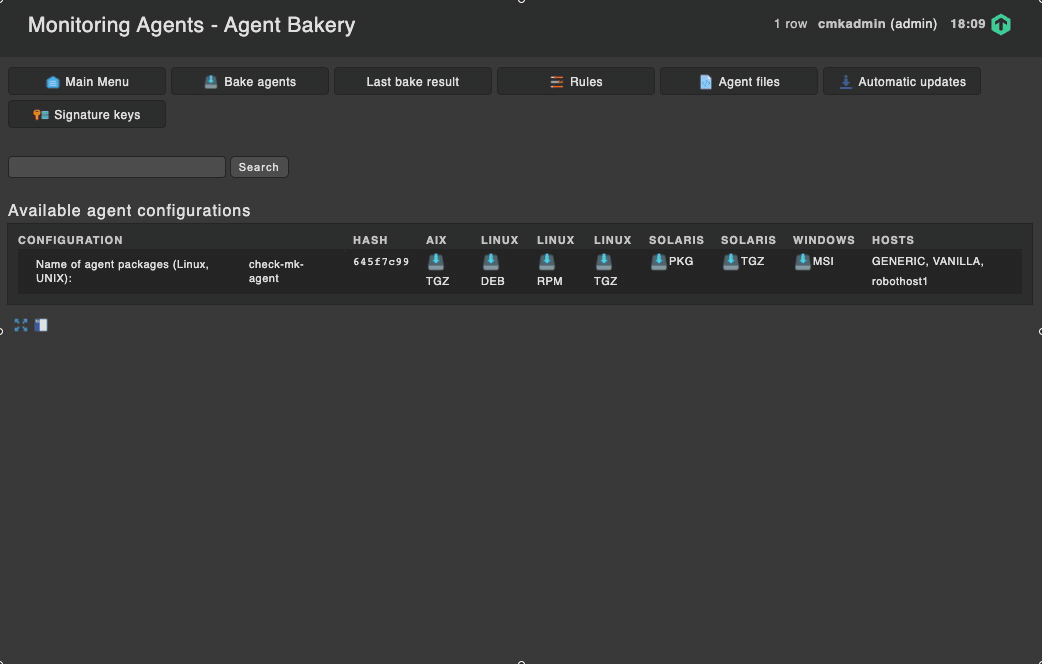 Monitoring Agents - Agent Bakery
1 row cmkadmin (admin) 18:09
Main Menu
Bake agents
Last bake result
Rules
Agent files
Automatic updates
Signature keys
Search
Available agent configurations
CONFIGURATION HASH AIX LINUX LINUX LINUX SOLARIS SOLARIS WINDOWS HOSTS
Name of agent packages (Linux,
UNIX):
check-mk-
agent
645f7c99
TGZ
DEB
RPM
TGZ
PKG
TGZ
MSI
GENERIC, VANILLA,
robothost1